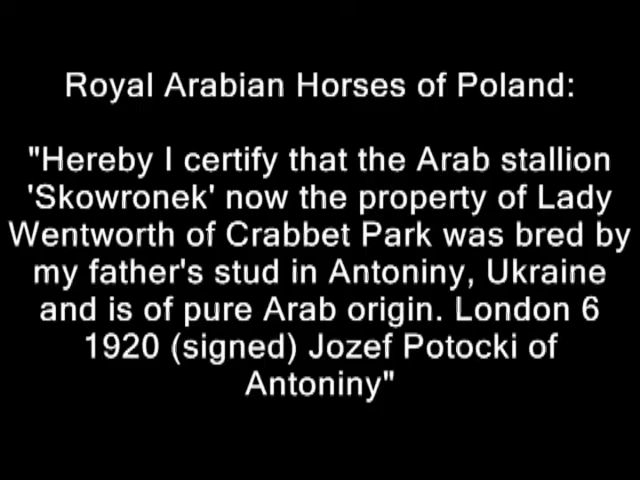 Royal Arabian Horses of Poland:
"Hereby I certify that the Arab stallion
'Skowronek' now the property of Lady
Wentworth of Crabbet Park was bred by
my father's stud in Antoniny, Ukraine
and is of pure Arab origin. London 6
1920 (signed) Jozef Potocki of
Antoniny"